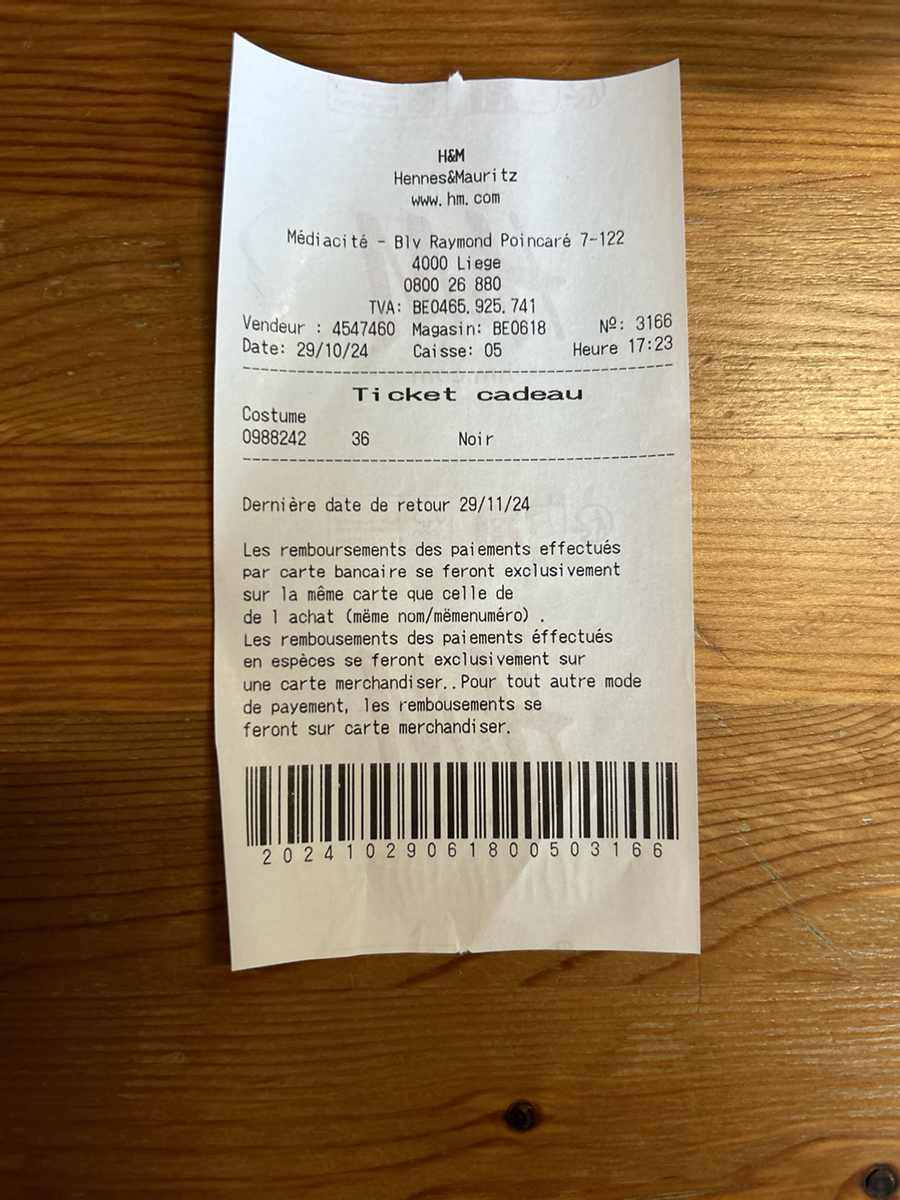 H&M
Hennes&Mauritz
www.hm.com
Médiacité - Blv Raymond Poincaré 7-122
4000 Liege
0800 26 880
TVA: BE0465.925.741
Vendeur : 4547460 Magasin: BE0618 Nº: 3166
Date: 29/10/24 Caisse: 05 Heure 17:23
Ticket cadeau
Costume
0988242 36 Noir
Dernière date de retour 29/11/24
Les remboursements des paiements effectués
par carte bancaire se feront exclusivement
sur la même carte que celle de
de l achat (mëme nom/mëmenuméro) .
Les rembousements des paiements éffectués
en espèces se feront exclusivement sur
une carte merchandiser..Pour tout autre mode
de payement, les rembousements se
feront sur carte merchandiser.
20241029061800503166